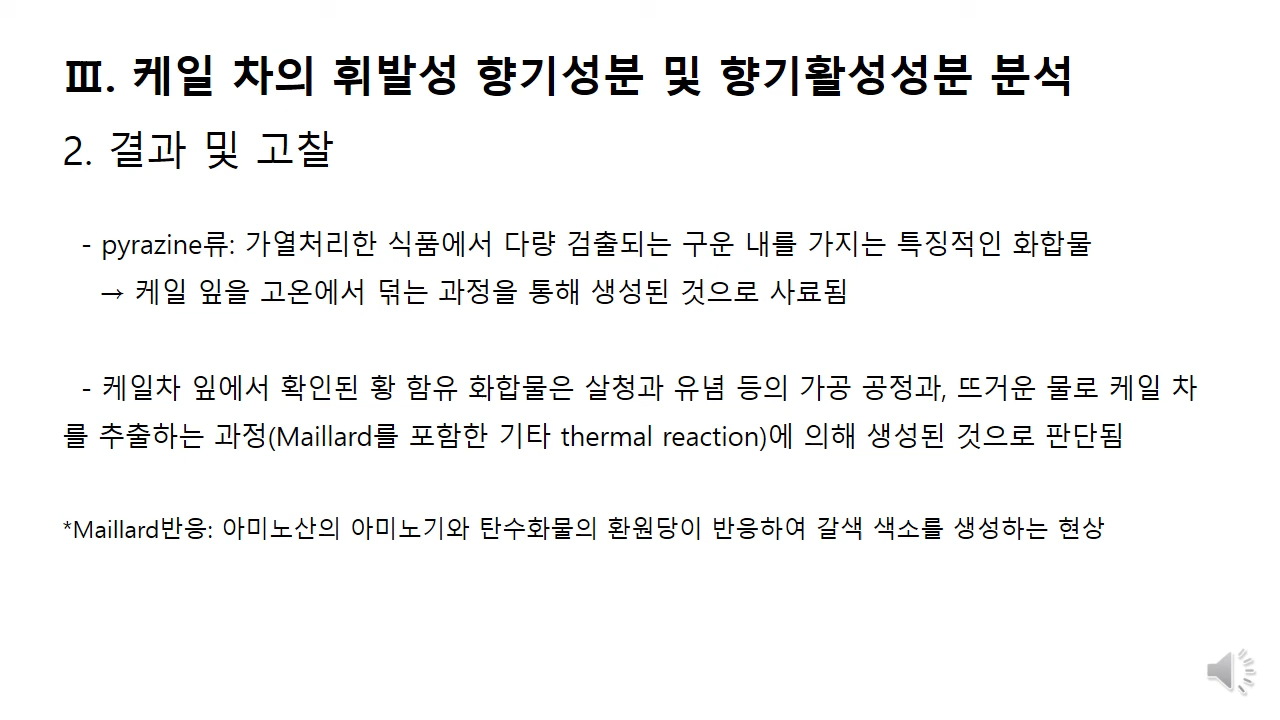 Ⅲ. 케일 차의 휘발성 향기성분 및 향기활성성분 분석
2. 결과 및 고찰
- pyrazine류: 가열처리한 식품에서 다량 검출되는 구운 내를 가지는 특징적인 화합물
→ 케일 잎을 고온에서 덖는 과정을 통해 생성된 것으로 사료됨
- 케일차 잎에서 확인된 황 함유 화합물은 살청과 유념 등의 가공 공정과, 뜨거운 물로 케일 차
를 추출하는 과정(Maillard를 포함한 기타 thermal reaction)에 의해 생성된 것으로 판단됨
*Maillard반응: 아미노산의 아미노기와 탄수화물의 환원당이 반응하여 갈색 색소를 생성하는 현상